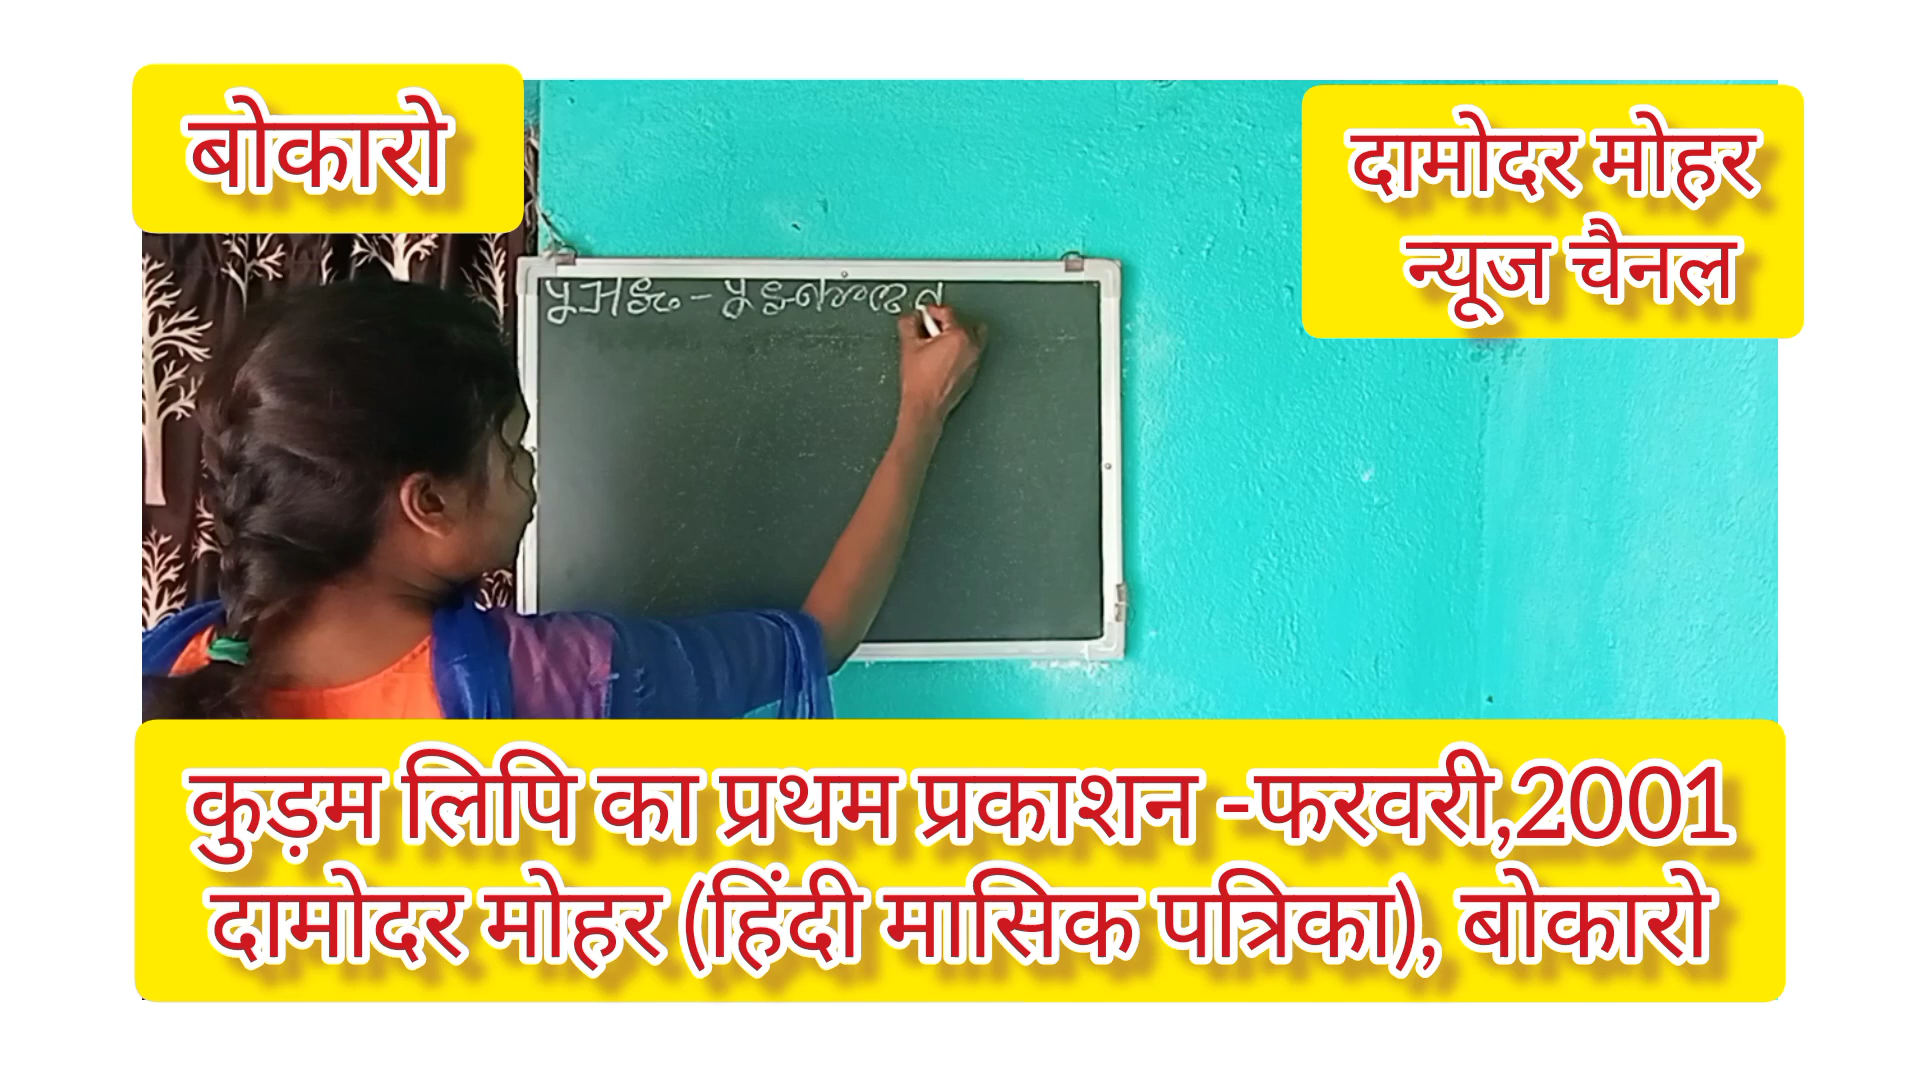 बोकारो
दामोदर मोहर
न्यूज चैनल
कुड़म लिपि का प्रथम प्रकाशन -फरवरी,2001
दामोदर मोहर (हिंदी मासिक पत्रिका), बोकारो